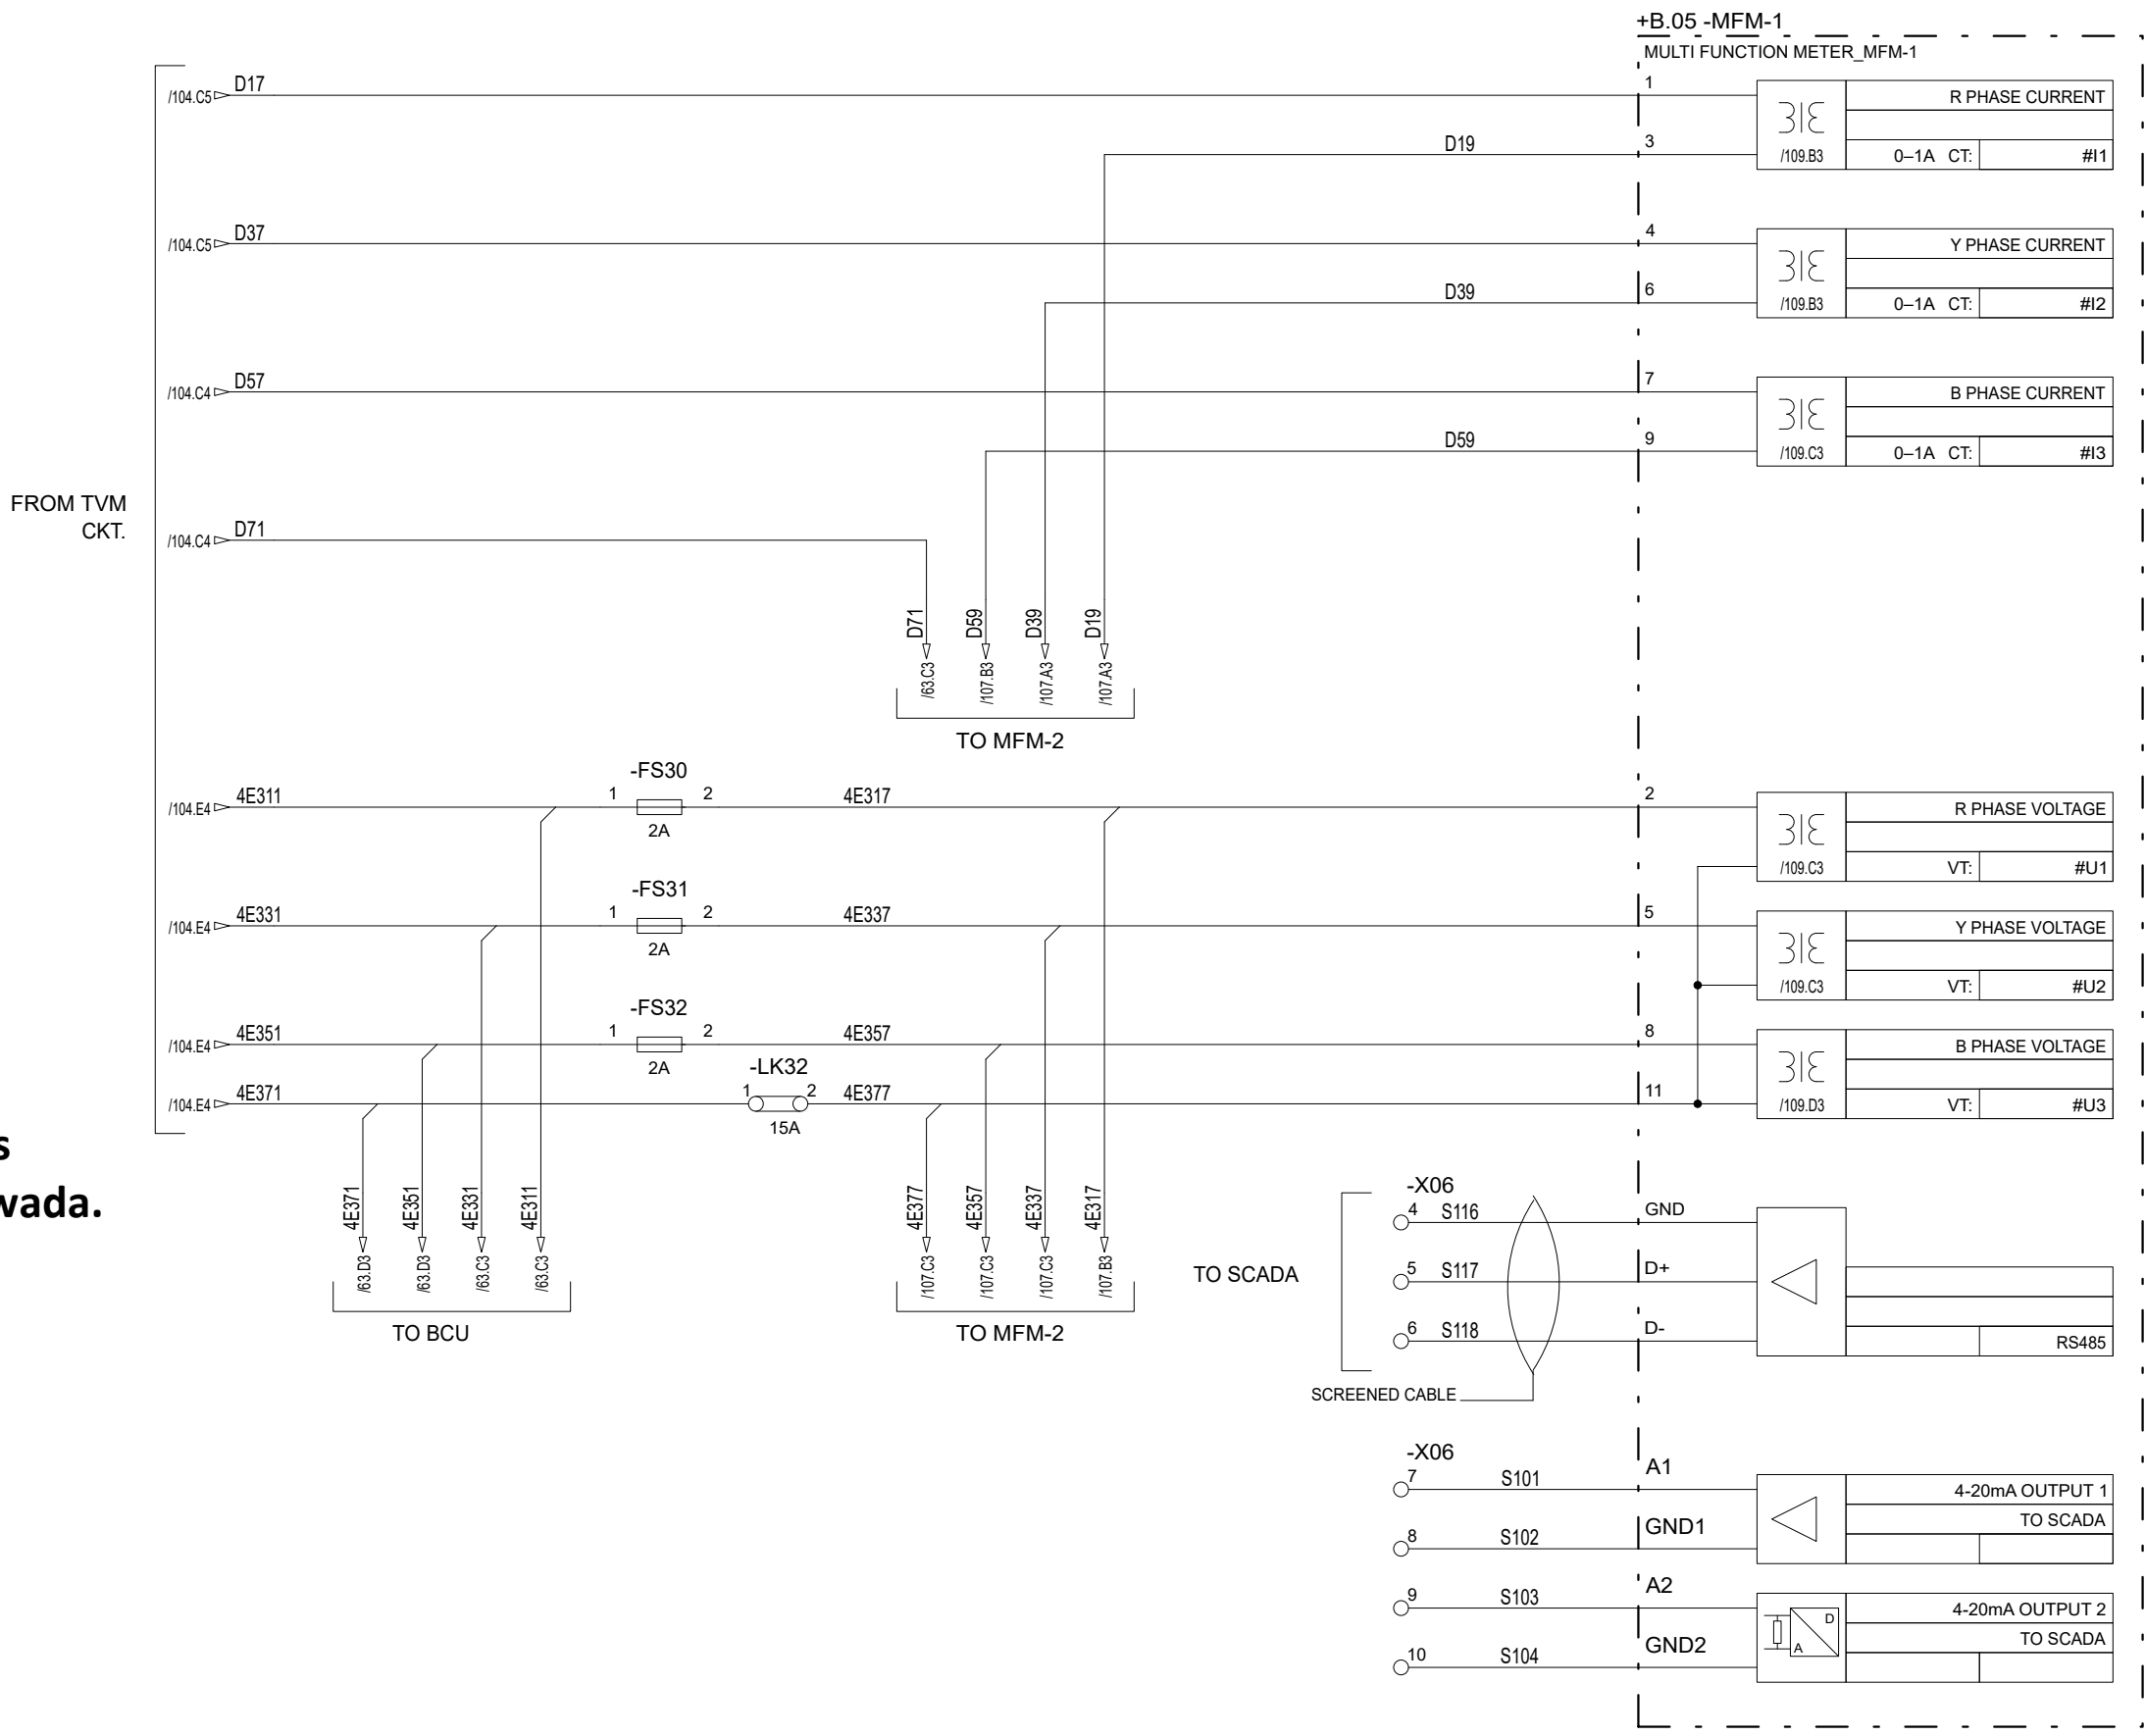 +B.05 -MFM-1
MULTI FUNCTION METER_MFM-1
/104.C5 D17 1 R PHASE CURRENT
D19 3 /109.B3 0–1A CT: #I1
/104.C5 D37 4 Y PHASE CURRENT
D39 6 /109.B3 0–1A CT: #I2
/104.C4 D57 7 B PHASE CURRENT
D59 9 /109.C3 0–1A CT: #I3
FROM TVM
CKT.
/104.C4 D71
D71 D59 D39 D19
/63.C3 /107.B3 /107.A3 /107.A3
TO MFM-2
-FS30
/104.E4 4E311 1 2 4E317 2 R PHASE VOLTAGE
2A
/109.C3 VT: #U1
-FS31
/104.E4 4E331 1 2 4E337 5 Y PHASE VOLTAGE
2A
/109.C3 VT: #U2
-FS32
/104.E4 4E351 1 2 4E357 8 B PHASE VOLTAGE
2A
-LK32
/104.E4 4E371 1 2 4E377 11 /109.D3 VT: #U3
15A
s
wada.
4E371 4E351 4E331 4E311
/63.D3 /63.D3 /63.C3 /63.C3
TO BCU
4E377 4E357 4E337 4E317
/107.C3 /107.C3 /107.C3 /107.B3
TO MFM-2
TO SCADA
-X06
4 S116 GND
5 S117 D+
6 S118 D-
RS485
SCREENED CABLE
-X06
7 S101 A1 4-20mA OUTPUT 1
TO SCADA
8 S102 GND1
9 S103 A2 4-20mA OUTPUT 2
D
A
TO SCADA
10 S104 GND2